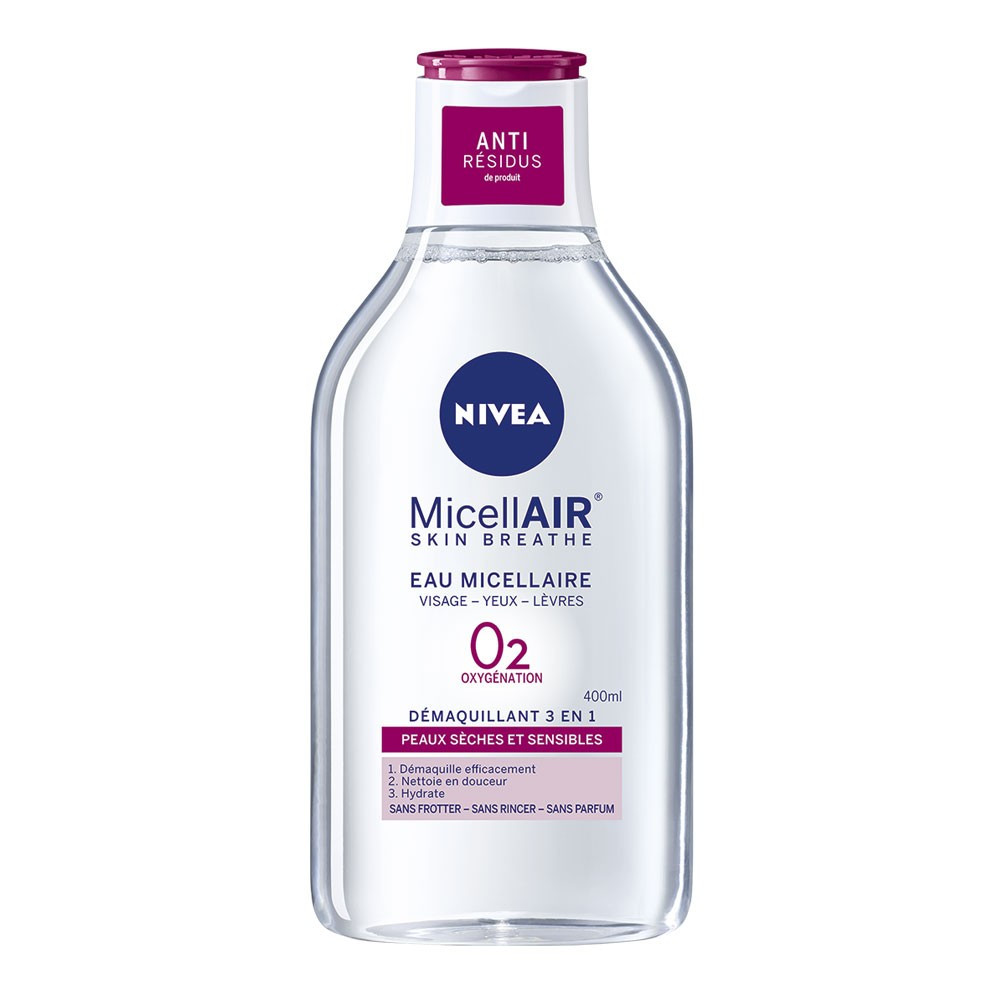 ANTI
RÉSIDUS
de produit
NIVEA
MicellAIR®
SKIN BREATHE
EAU MICELLAIRE
VISAGE – YEUX – LÈVRES
O2
OXYGÉNATION
400ml
DÉMAQUILLANT 3 EN 1
PEAUX SÈCHES ET SENSIBLES
1. Démaquille efficacement
2. Nettoie en douceur
3. Hydrate
SANS FROTTER – SANS RINCER – SANS PARFUM